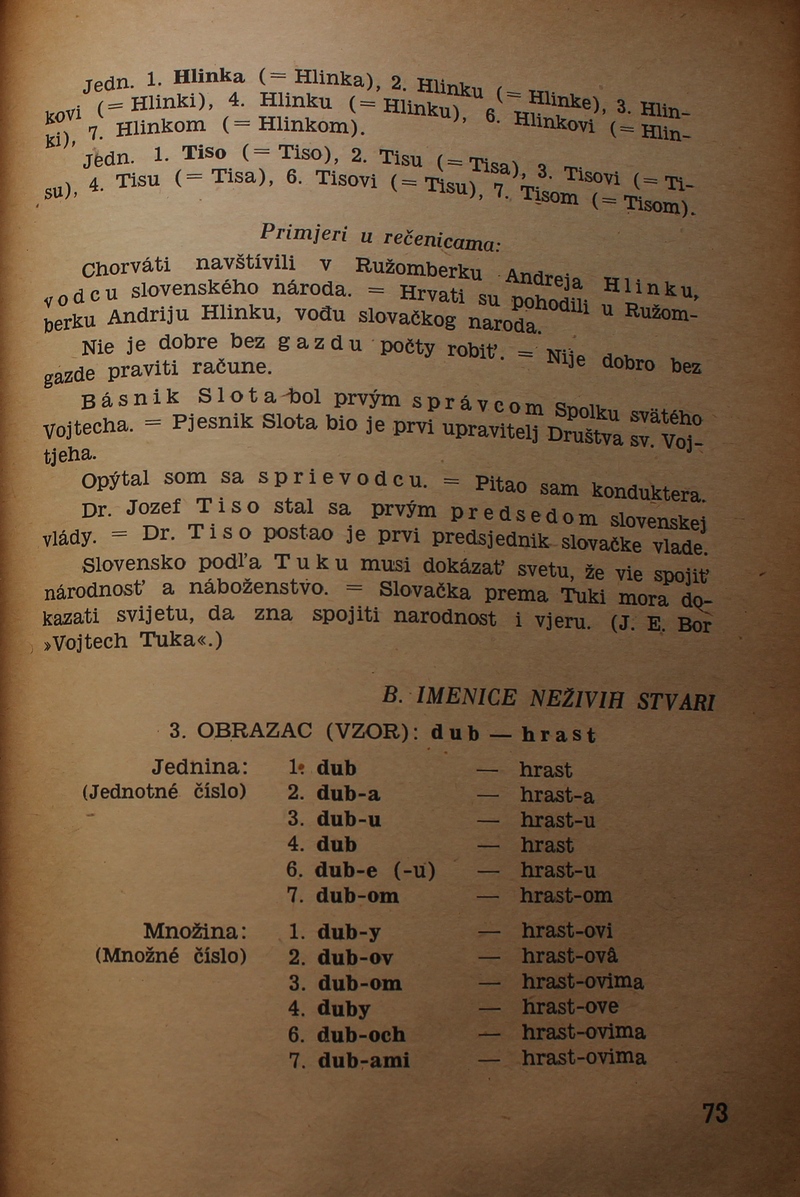 Jedn. 1. Hlinka (= Hlinka), 2. Hlinku (= Hlinke), 3. Hlin-
kovi (= Hlinki), 4. Hlinku (= Hlinku), 6. Hlinkovi (= Hlin-
ki), 7. Hlinkom (= Hlinkom).
Jedn. 1. Tiso (= Tiso), 2. Tisu (= Tisa), 3. Tisovi (= Ti-
su), 4. Tisu (= Tisa), 6. Tisovi (= Tisu), 7. Tisom (= Tisom).
Primjeri u rečenicama:
Chorváti navštívili v Ružomberku Andreja Hlinku,
vodcu slovenského národa. = Hrvati su pohodili u Ružom-
berku Andriju Hlinku, vođu slovačkog naroda.
Nie je dobre bez gazdu počty robiť. = Nije dobro bez
gazde praviti račune.
Básnik Slota bol prvým správcom Spolku svätého
Vojtecha. = Pjesnik Slota bio je prvi upravitelj Društva sv. Voj-
tjeha.
Opýtal som sa sprievodcu. = Pitao sam konduktera.
Dr. Jozef Tiso stal sa prvým predsedom slovenskej
vlády. = Dr. Tiso postao je prvi predsjednik slovačke vlade.
Slovensko podľa Tuku musi dokázať svetu, že vie spojiť
národnosť a náboženstvo. = Slovačka prema Tuki mora do-
kazati svijetu, da zna spojiti narodnost i vjeru. (J. E. Bor
»Vojtech Tuka«.)
B. IMENICE NEŽIVIH STVARI
3. OBRAZAC (VZOR): dub — hrast
Jednina: 1. dub — hrast
(Jednotné číslo) 2. dub-a — hrast-a
3. dub-u — hrast-u
4. dub — hrast
6. dub-e (-u) — hrast-u
7. dub-om — hrast-om
Množina: 1. dub-y — hrast-ovi
(Množné číslo) 2. dub-ov — hrast-ovâ
3. dub-om — hrast-ovima
4. duby — hrast-ove
6. dub-och — hrast-ovima
7. dub-ami — hrast-ovima
73